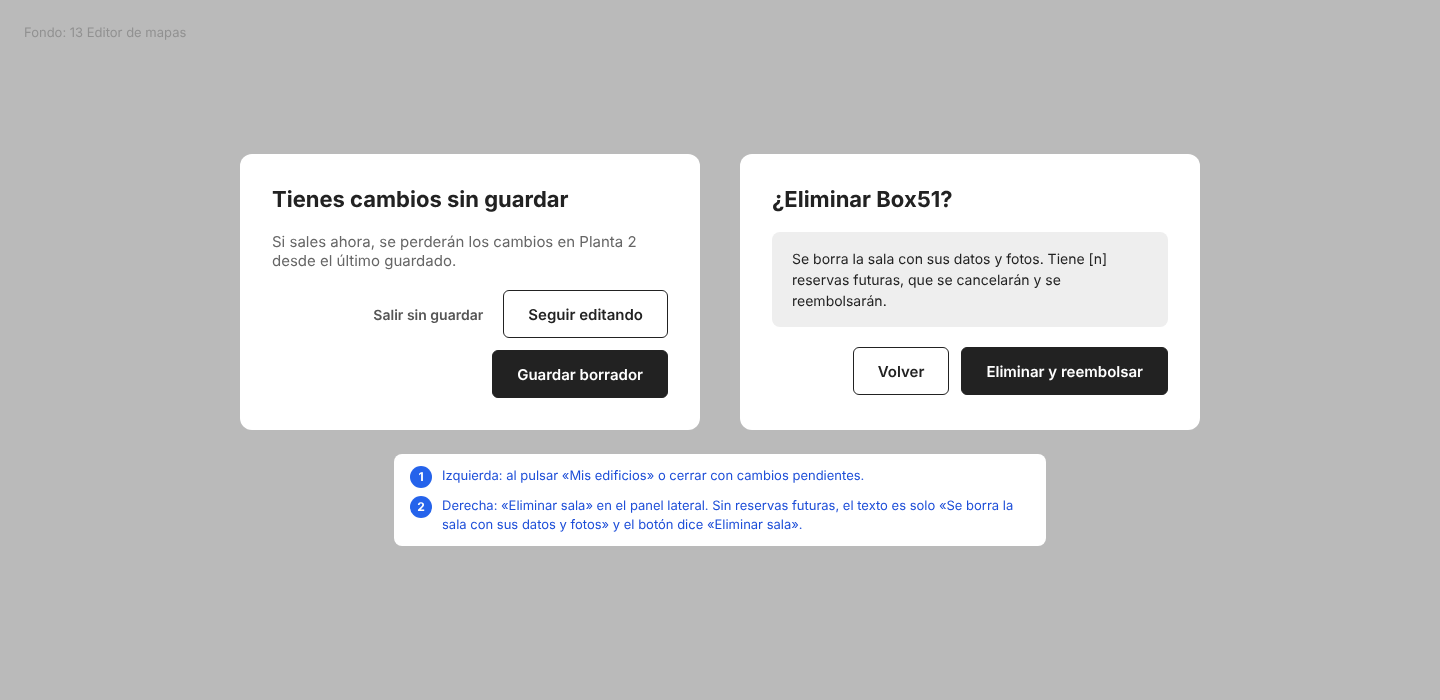 Fondo: 13 Editor de mapas
Tienes cambios sin guardar
Si sales ahora, se perderán los cambios en Planta 2
desde el último guardado.
Salir sin guardar
Seguir editando
Guardar borrador
¿Eliminar Box51?
Se borra la sala con sus datos y fotos. Tiene [n]
reservas futuras, que se cancelarán y se
reembolsarán.
Volver
Eliminar y reembolsar
1 Izquierda: al pulsar «Mis edificios» o cerrar con cambios pendientes.
2 Derecha: «Eliminar sala» en el panel lateral. Sin reservas futuras, el texto es solo «Se borra la
sala con sus datos y fotos» y el botón dice «Eliminar sala».